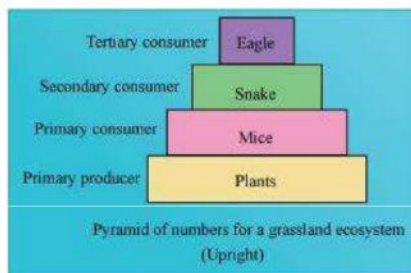 Tertiary consumer Eagle
Secondary consumer Snake
Primary consumer Mice
Primary producer Plants
Pyramid of numbers for a grassland ecosystem
(Upright)